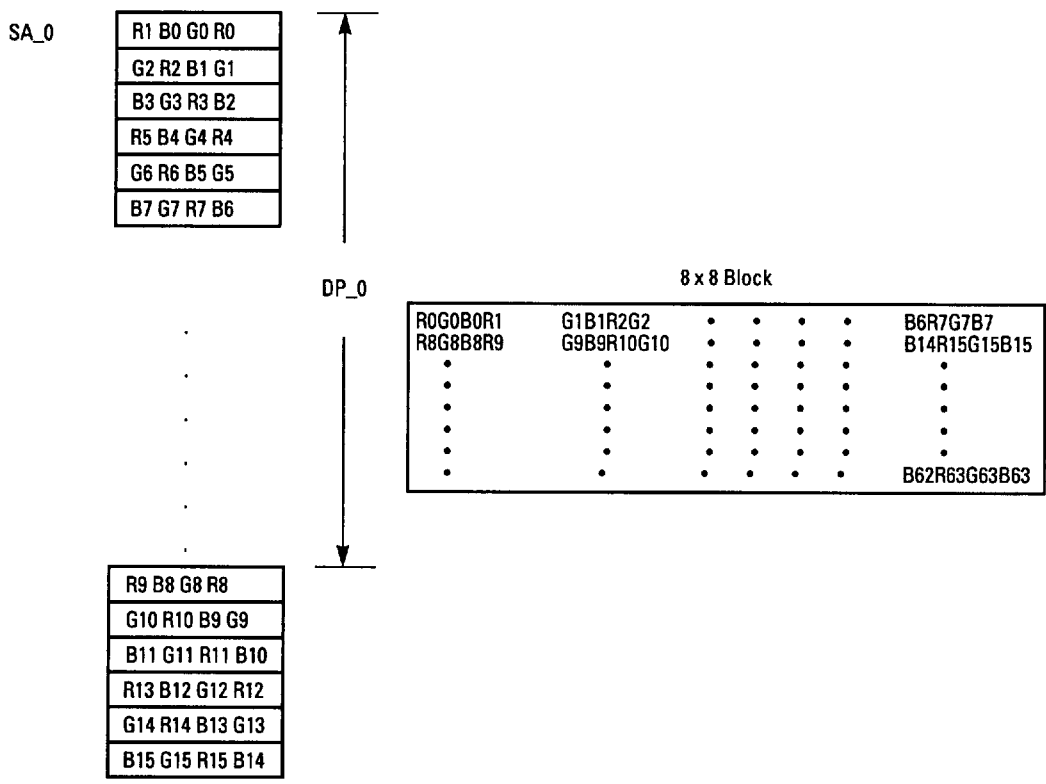 SA_0
R1 B0 G0 R0
G2 R2 B1 G1
B3 G3 R3 B2
R5 B4 G4 R4
G6 R6 B5 G5
B7 G7 R7 B6
DP_0
8 x 8 Block
R0G0B0R1 G1B1R2G2 B6R7G7B7
R8G8B8R9 G9B9R10G10 B14R15G15B15
B62R63G63B63
R9 B8 G8 R8
G10 R10 B9 G9
B11 G11 R11 B10
R13 B12 G12 R12
G14 R14 B13 G13
B15 G15 R15 B14